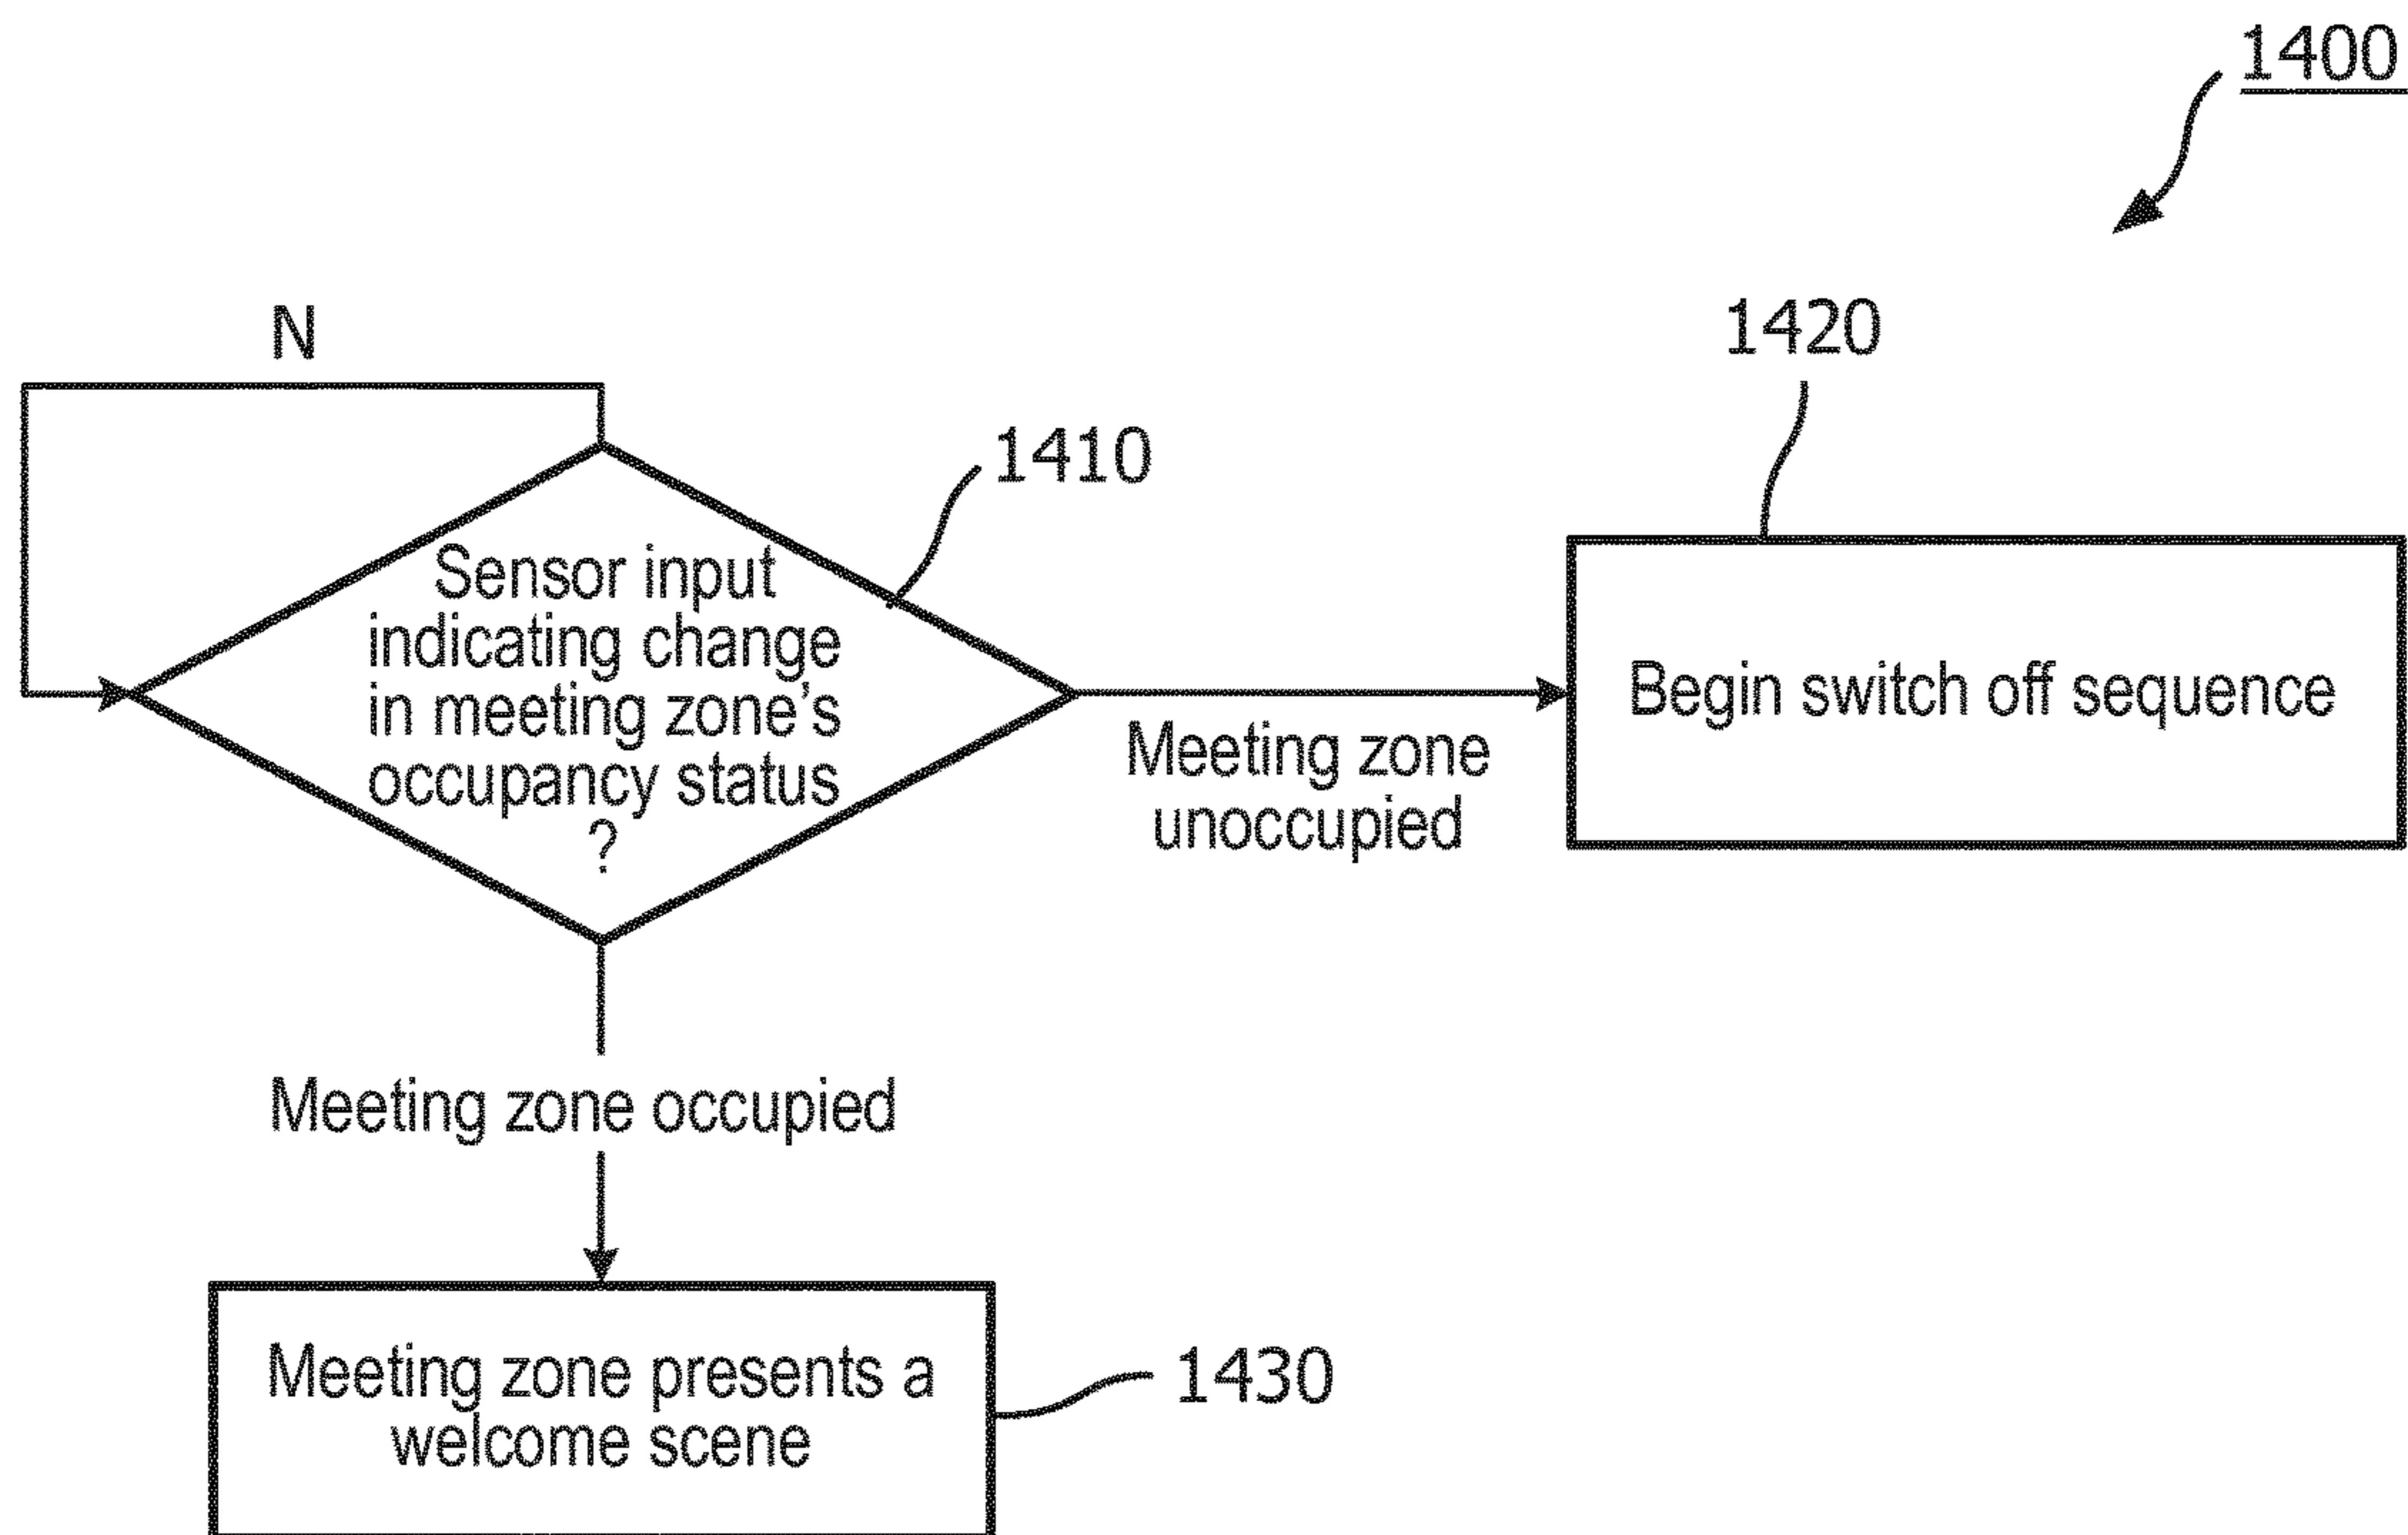 1400
N
1420
1410
Sensor input
indicating change
in meeting zone's
occupancy status
?
Begin switch off sequence
Meeting zone
unoccupied
Meeting zone occupied
Meeting zone presents a
welcome scene
1430